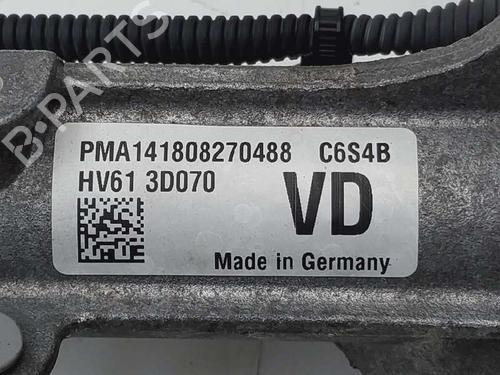 B-PARTS
PMA141808270488 C6S4B
HV61 3D070
VD
Made in Germany